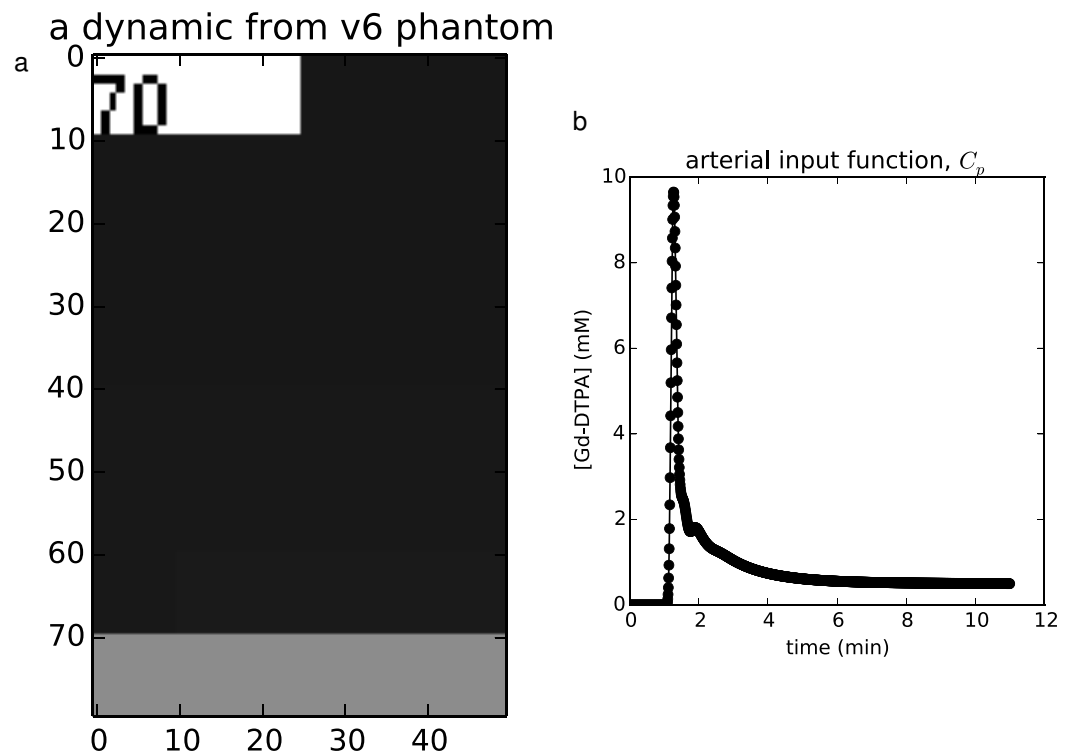 a dynamic from v6 phantom
a
0
10
20
30
40
50
60
70
70
0 10 20 30 40
b
arterial input function, C_p
[Gd-DTPA] (mM)
10
8
6
4
2
0
0 2 4 6 8 10 12
time (min)